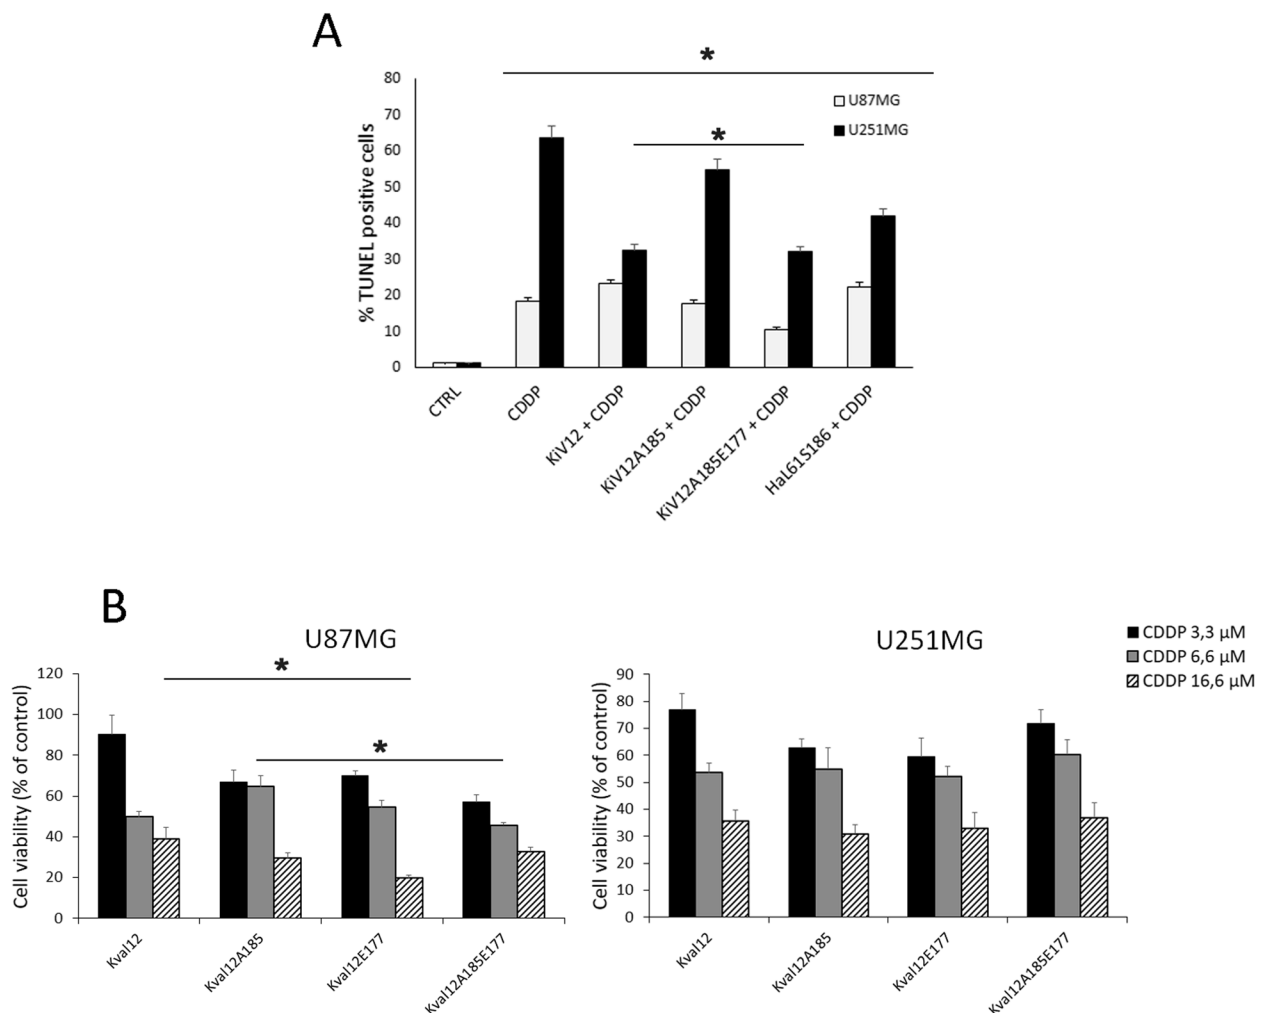 A
*
80
70
60
50
40
30
20
10
0
% TUNEL positive cells
*
U87MG
U251MG
CTRL
CDDP
KiV12 + CDDP
KiV12A185 + CDDP
KiV12A185E177 + CDDP
HaL61S186 + CDDP
B
U87MG
*
*
120
100
80
60
40
20
0
Cell viability (% of control)
Kval12
Kval12A185
Kval12E177
Kval12A185E177
U251MG
90
80
70
60
50
40
30
20
10
0
Cell viability (% of control)
Kval12
Kval12A185
Kval12E177
Kval12A185E177
CDDP 3,3 µM
CDDP 6,6 µM
CDDP 16,6 µM